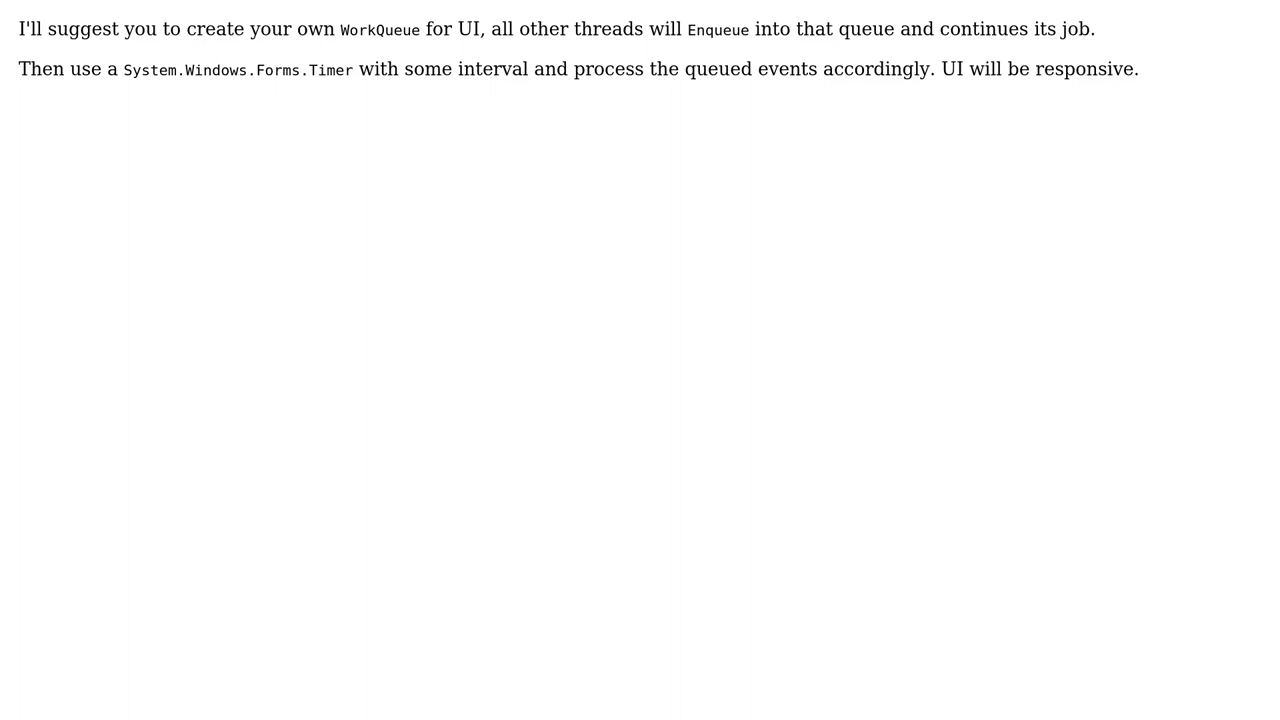 I'll suggest you to create your own WorkQueue for UI, all other threads will Enqueue into that queue and continues its job.
Then use a System.Windows.Forms.Timer with some interval and process the queued events accordingly. UI will be responsive.